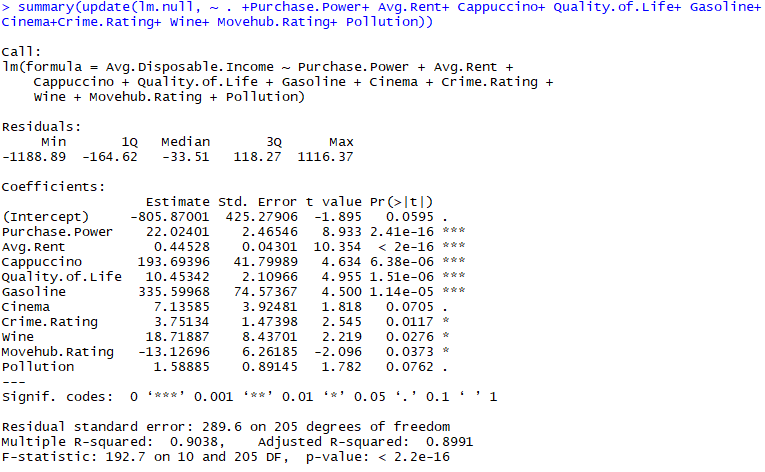 > summary(update(lm.null, ~ . +Purchase.Power+ Avg.Rent+ Cappuccino+ Quality.of.Life+ Gasoline+
Cinema+Crime.Rating+ Wine+ Movehub.Rating+ Pollution))
Call:
lm(formula = Avg.Disposable.Income ~ Purchase.Power + Avg.Rent +
Cappuccino + Quality.of.Life + Gasoline + Cinema + Crime.Rating +
Wine + Movehub.Rating + Pollution)
Residuals:
Min 1Q Median 3Q Max
-1188.89 -164.62 -33.51 118.27 1116.37
Coefficients:
Estimate Std. Error t value Pr(>|t|)
(Intercept) -805.87001 425.27906 -1.895 0.0595 .
Purchase.Power 22.02401 2.46546 8.933 2.41e-16 ***
Avg.Rent 0.44528 0.04301 10.354 < 2e-16 ***
Cappuccino 193.69396 41.79989 4.634 6.38e-06 ***
Quality.of.Life 10.45342 2.10966 4.955 1.51e-06 ***
Gasoline 335.59968 74.57367 4.500 1.14e-05 ***
Cinema 7.13585 3.92481 1.818 0.0705 .
Crime.Rating 3.75134 1.47398 2.545 0.0117 *
Wine 18.71887 8.43701 2.219 0.0276 *
Movehub.Rating -13.12696 6.26185 -2.096 0.0373 *
Pollution 1.58885 0.89145 1.782 0.0762 .
---
Signif. codes: 0 ‘***’ 0.001 ‘**’ 0.01 ‘*’ 0.05 ‘.’ 0.1 ‘ ’ 1
Residual standard error: 289.6 on 205 degrees of freedom
Multiple R-squared: 0.9038, Adjusted R-squared: 0.8991
F-statistic: 192.7 on 10 and 205 DF, p-value: < 2.2e-16